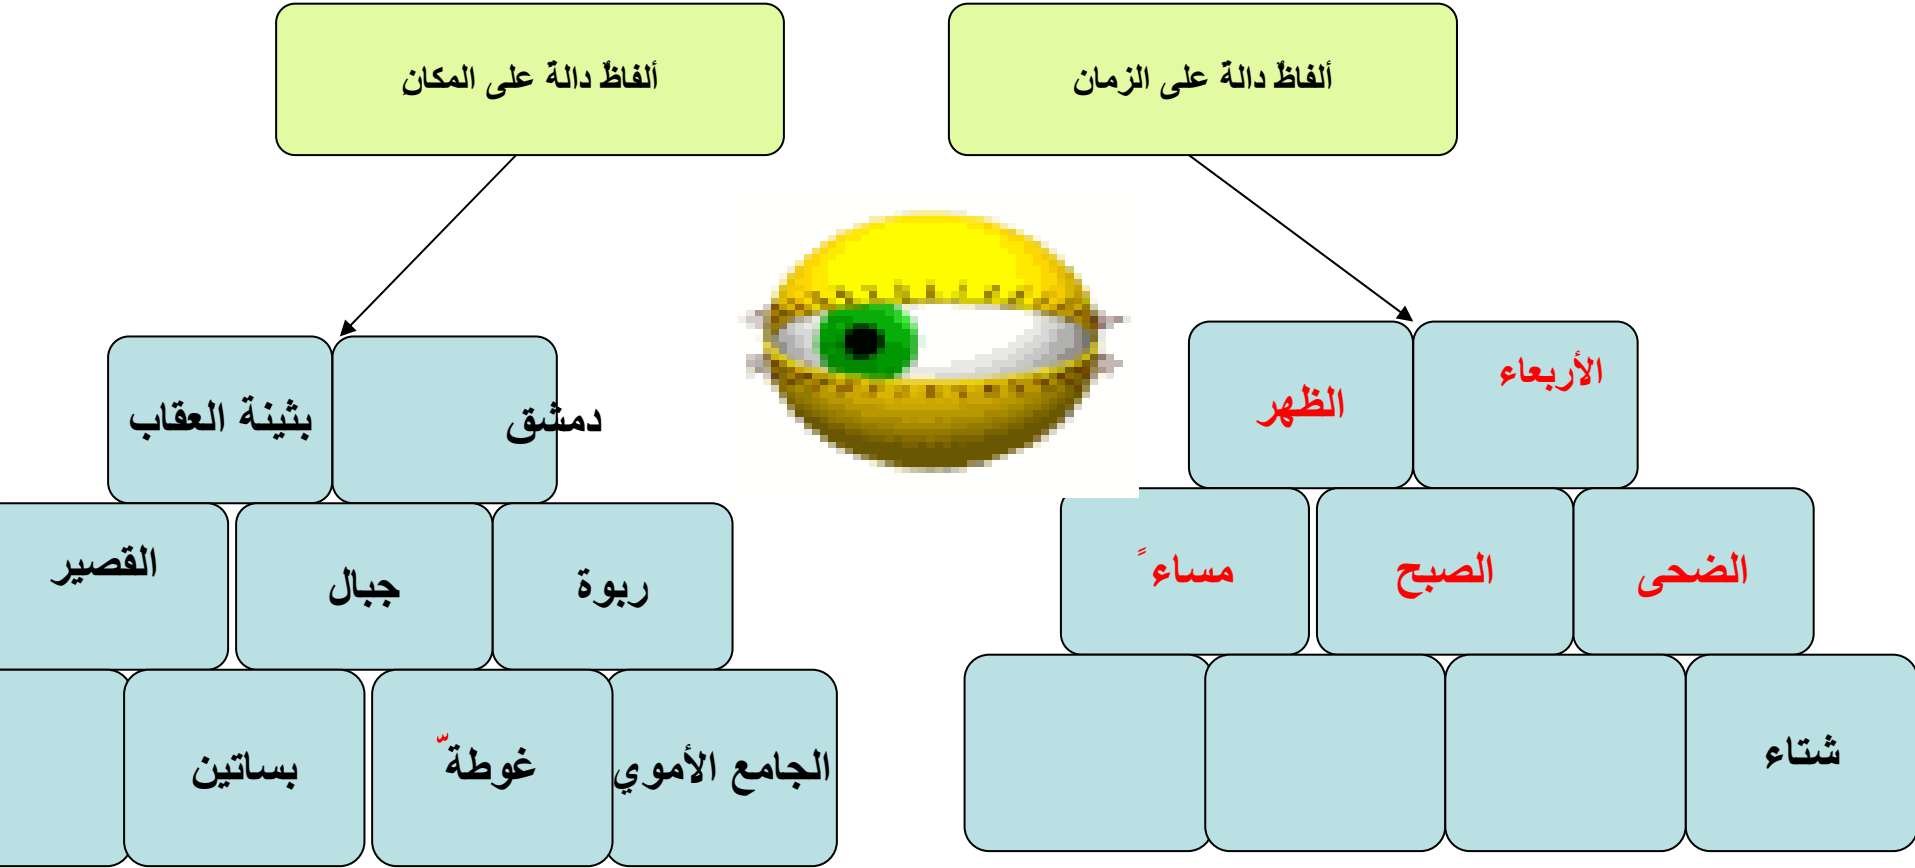 ألفاظٌ دالةٌ على الزمان
ألفاظٌ دالةٌ على المكانِ
الأربعاء
الظهر
الضحى
الصبح
مساء ً
شتاء
دمشق
بثينة العقاب
ربوة
جبال
القصير
الجامع الأموي
غوطة ّ
بساتين